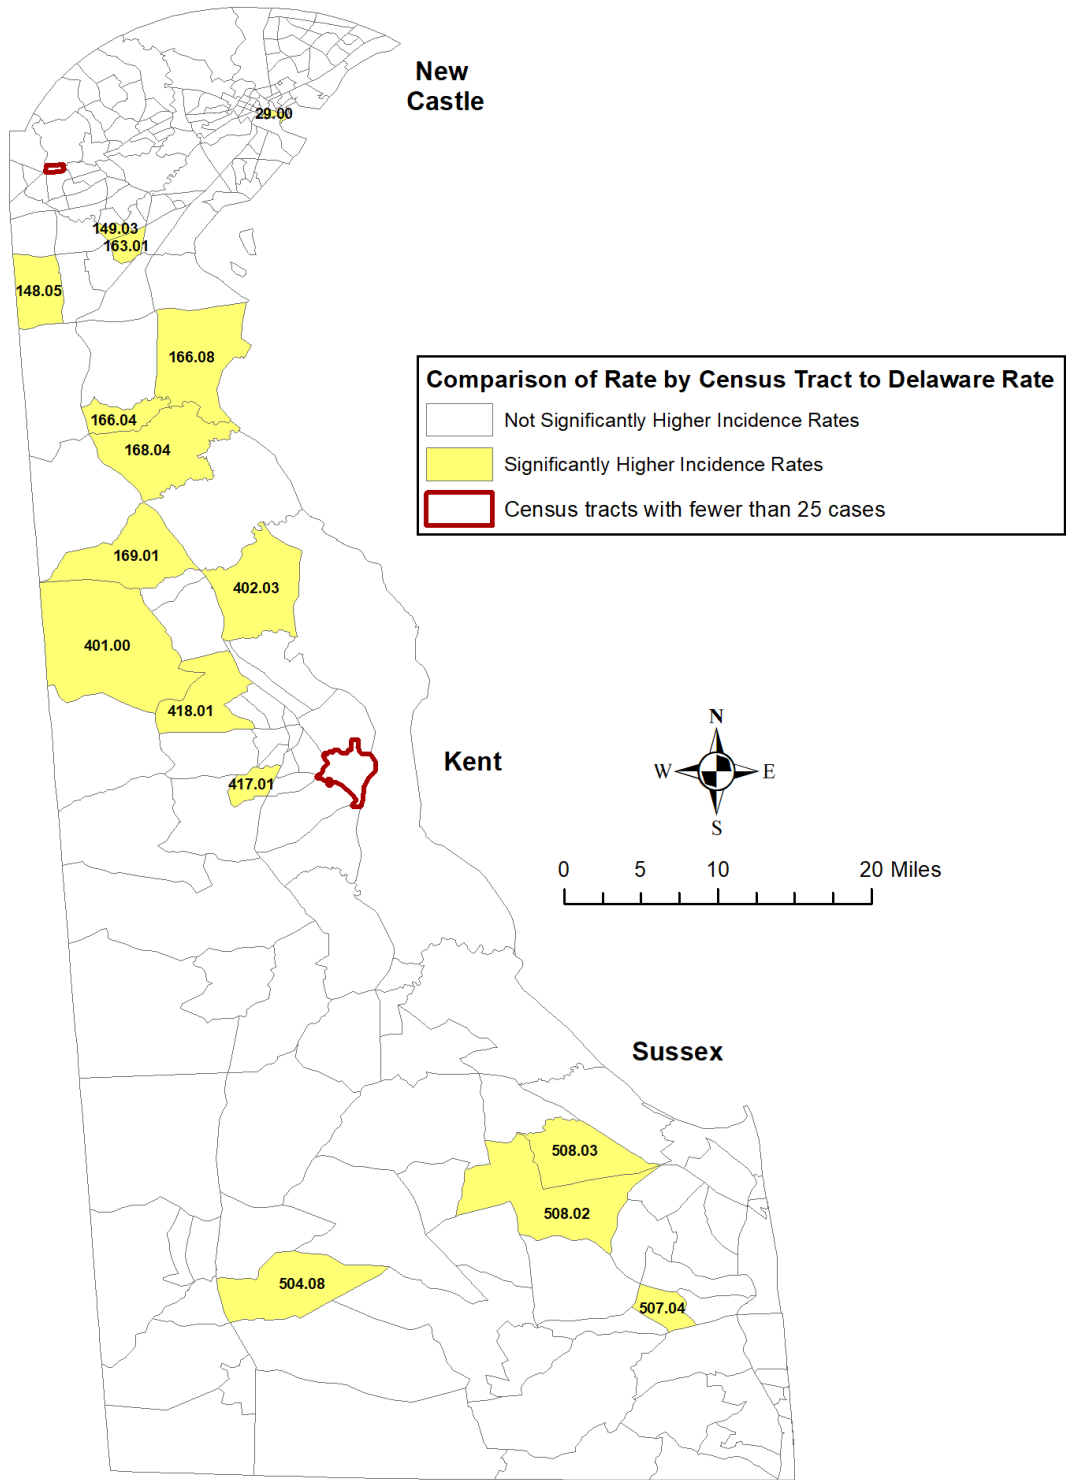 New
Castle
29.00
149.03
163.01
148.05
166.08
Comparison of Rate by Census Tract to Delaware Rate
Not Significantly Higher Incidence Rates
Significantly Higher Incidence Rates
Census tracts with fewer than 25 cases
166.04
168.04
169.01
402.03
401.00
418.01
417.01
Kent
N
W E
S
0 5 10 20 Miles
Sussex
508.03
508.02
504.08
507.04